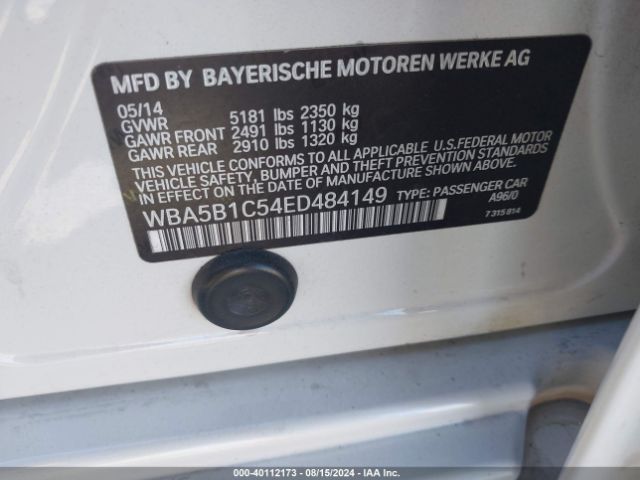 MFD BY BAYERISCHE MOTOREN WERKE AG
05/14
GVWR 5181 lbs 2350 kg
GAWR FRONT 2491 lbs 1130 kg
GAWR REAR 2910 lbs 1320 kg
THIS VEHICLE CONFORMS TO ALL APPLICABLE U.S.FEDERAL MOTOR
VEHICLE SAFETY, BUMPER AND THEFT PREVENTION STANDARDS
IN EFFECT ON THE DATE OF MANUFACTURE SHOWN ABOVE.
WBA5B1C54ED484149 TYPE: PASSENGER CAR
A96/0
7 315 814
000-40112173 - 08/15/2024 - IAA Inc.